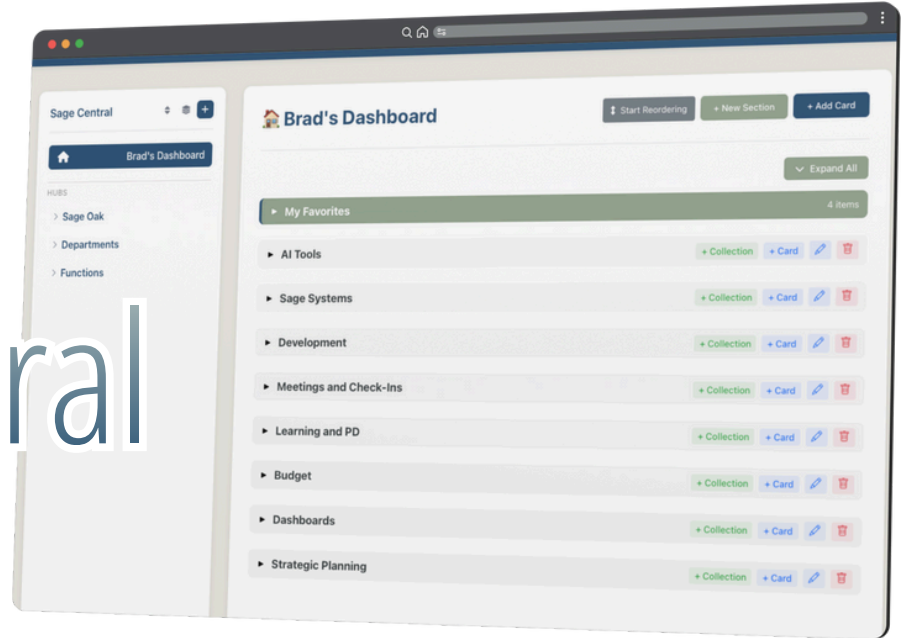 Sage Central
+
Brad's Dashboard
HUBS
> Sage Oak
> Departments
> Functions
ral
Brad's Dashboard
Start Reordering
+ New Section
+ Add Card
Expand All
My Favorites
4 items
AI Tools
+ Collection + Card
Sage Systems
+ Collection + Card
Development
+ Collection + Card
Meetings and Check-Ins
+ Collection + Card
Learning and PD
+ Collection + Card
Budget
+ Collection + Card
Dashboards
+ Collection + Card
Strategic Planning
+ Collection + Card